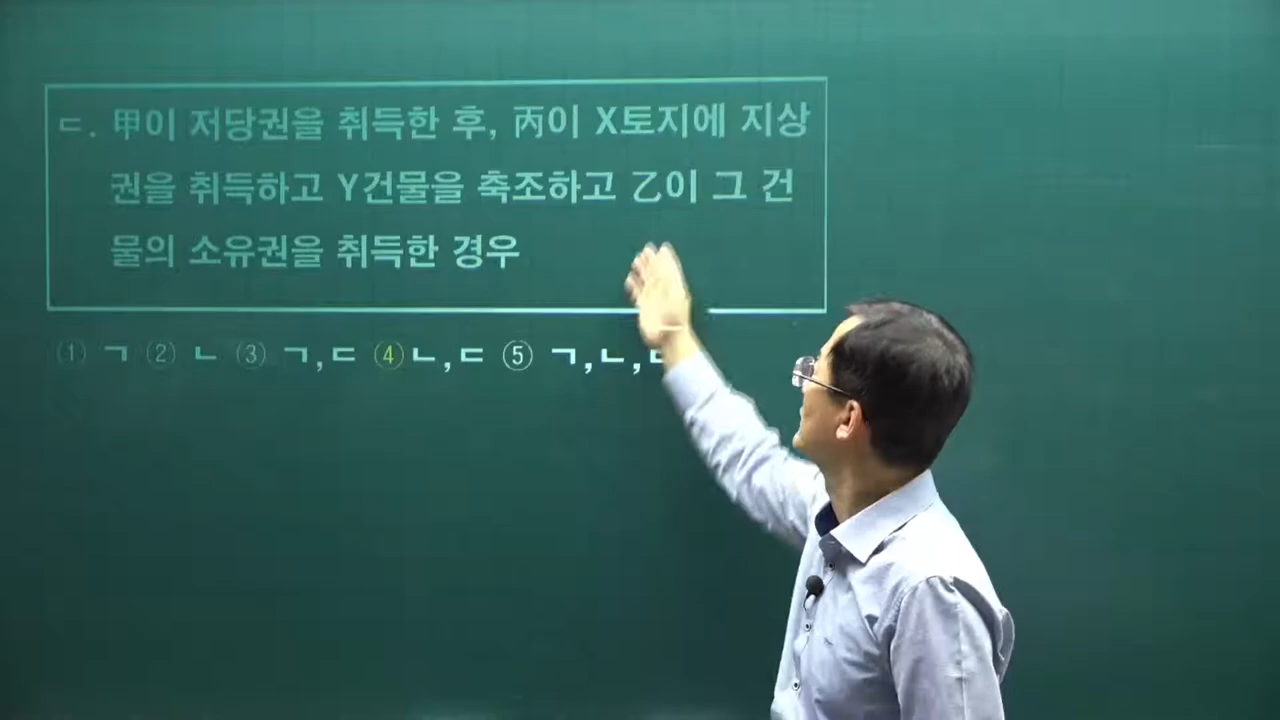 ㄷ. 甲이 저당권을 취득한 후, 丙이 X토지에 지상
권을 취득하고 Y건물을 축조하고 乙이 그 건
물의 소유권을 취득한 경우
① ㄱ ② ㄴ ③ ㄱ,ㄷ ④ ㄴ,ㄷ ⑤ ㄱ,ㄴ,